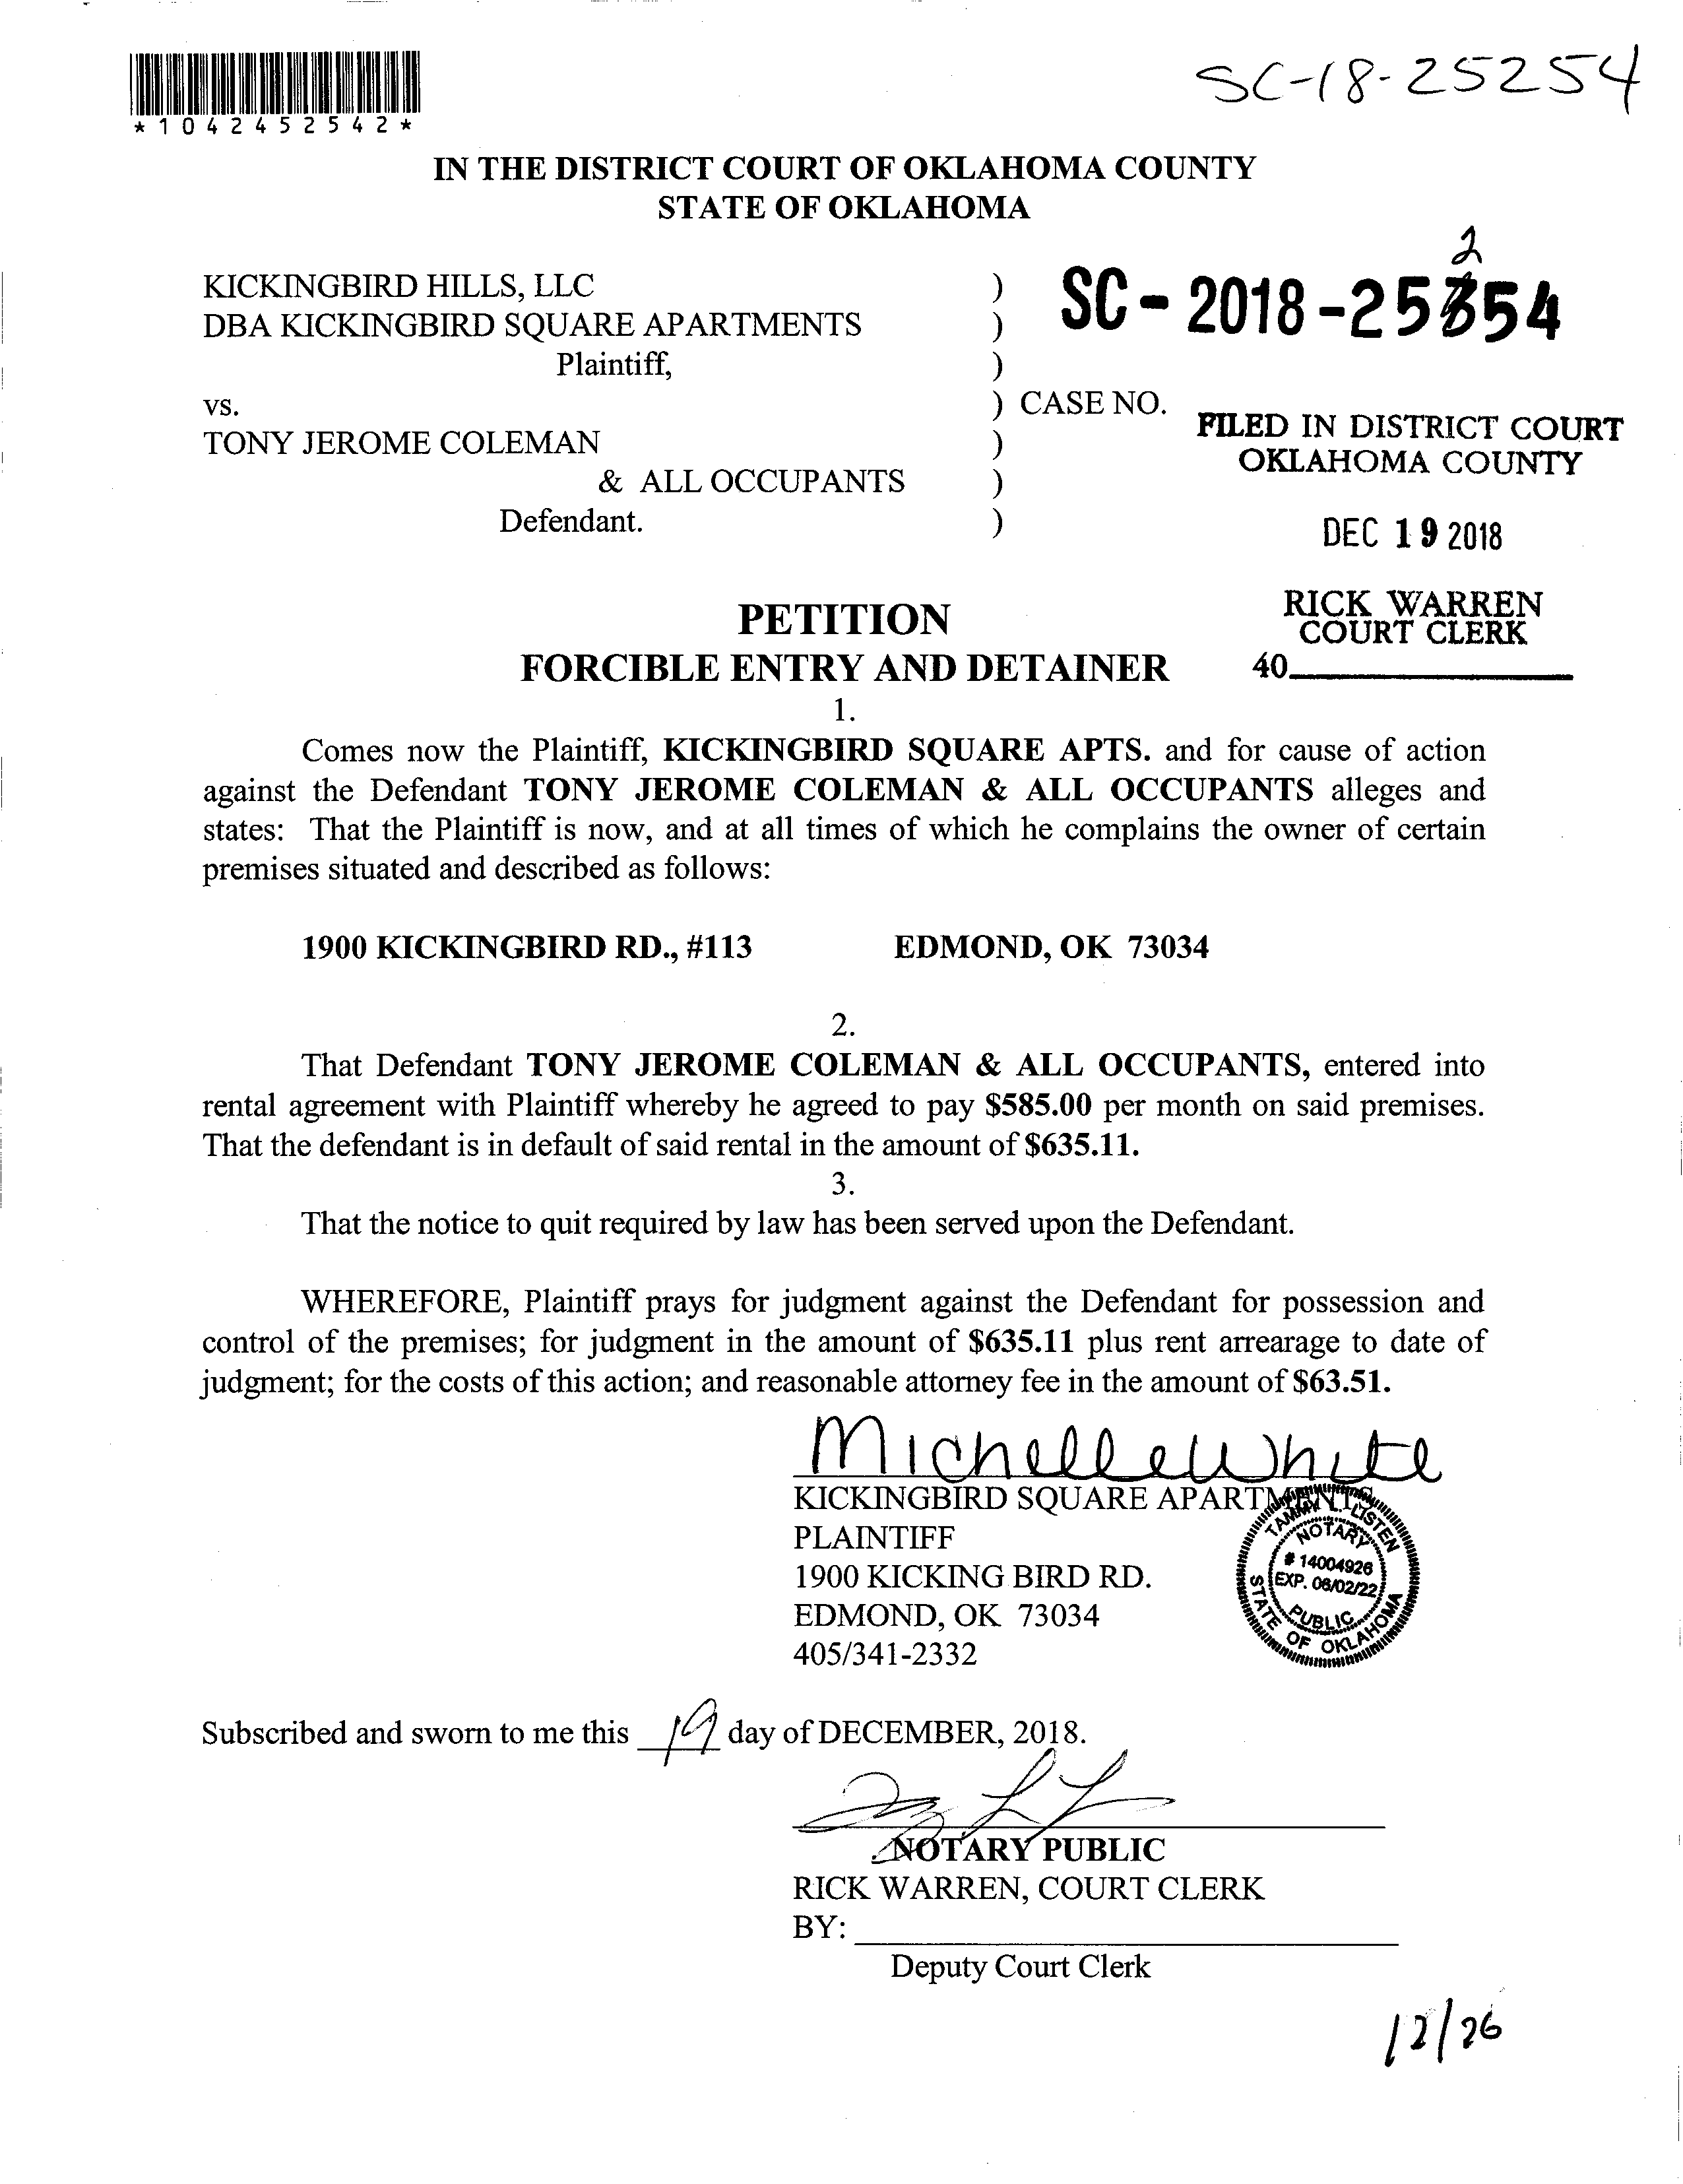 *1042452542*
SC-18-25254
IN THE DISTRICT COURT OF OKLAHOMA COUNTY
STATE OF OKLAHOMA
KICKINGBIRD HILLS, LLC )
DBA KICKINGBIRD SQUARE APARTMENTS )
Plaintiff, )
2
SC-2018-25354
vs. ) CASE NO.
TONY JEROME COLEMAN )
& ALL OCCUPANTS )
Defendant. )
FILED IN DISTRICT COURT
OKLAHOMA COUNTY
DEC 19 2018
RICK WARREN
COURT CLERK
40
PETITION
FORCIBLE ENTRY AND DETAINER
1.
Comes now the Plaintiff, KICKINGBIRD SQUARE APTS. and for cause of action
against the Defendant TONY JEROME COLEMAN & ALL OCCUPANTS alleges and
states: That the Plaintiff is now, and at all times of which he complains the owner of certain
premises situated and described as follows:
1900 KICKINGBIRD RD., #113 EDMOND, OK 73034
2.
That Defendant TONY JEROME COLEMAN & ALL OCCUPANTS, entered into
rental agreement with Plaintiff whereby he agreed to pay $585.00 per month on said premises.
That the defendant is in default of said rental in the amount of $635.11.
3.
That the notice to quit required by law has been served upon the Defendant.
WHEREFORE, Plaintiff prays for judgment against the Defendant for possession and
control of the premises; for judgment in the amount of $635.11 plus rent arrearage to date of
judgment; for the costs of this action; and reasonable attorney fee in the amount of $63.51.
Michelle White
KICKINGBIRD SQUARE APARTMENTS
PLAINTIFF
1900 KICKING BIRD RD.
EDMOND, OK 73034
405/341-2332
TAMMY L. LISTEN
NOTARY
# 14004926
EXP. 06/02/22
PUBLIC
STATE OF OKLAHOMA
Subscribed and sworn to me this 19 day of DECEMBER, 2018.
NOTARY PUBLIC
RICK WARREN, COURT CLERK
BY:
Deputy Court Clerk
12/26